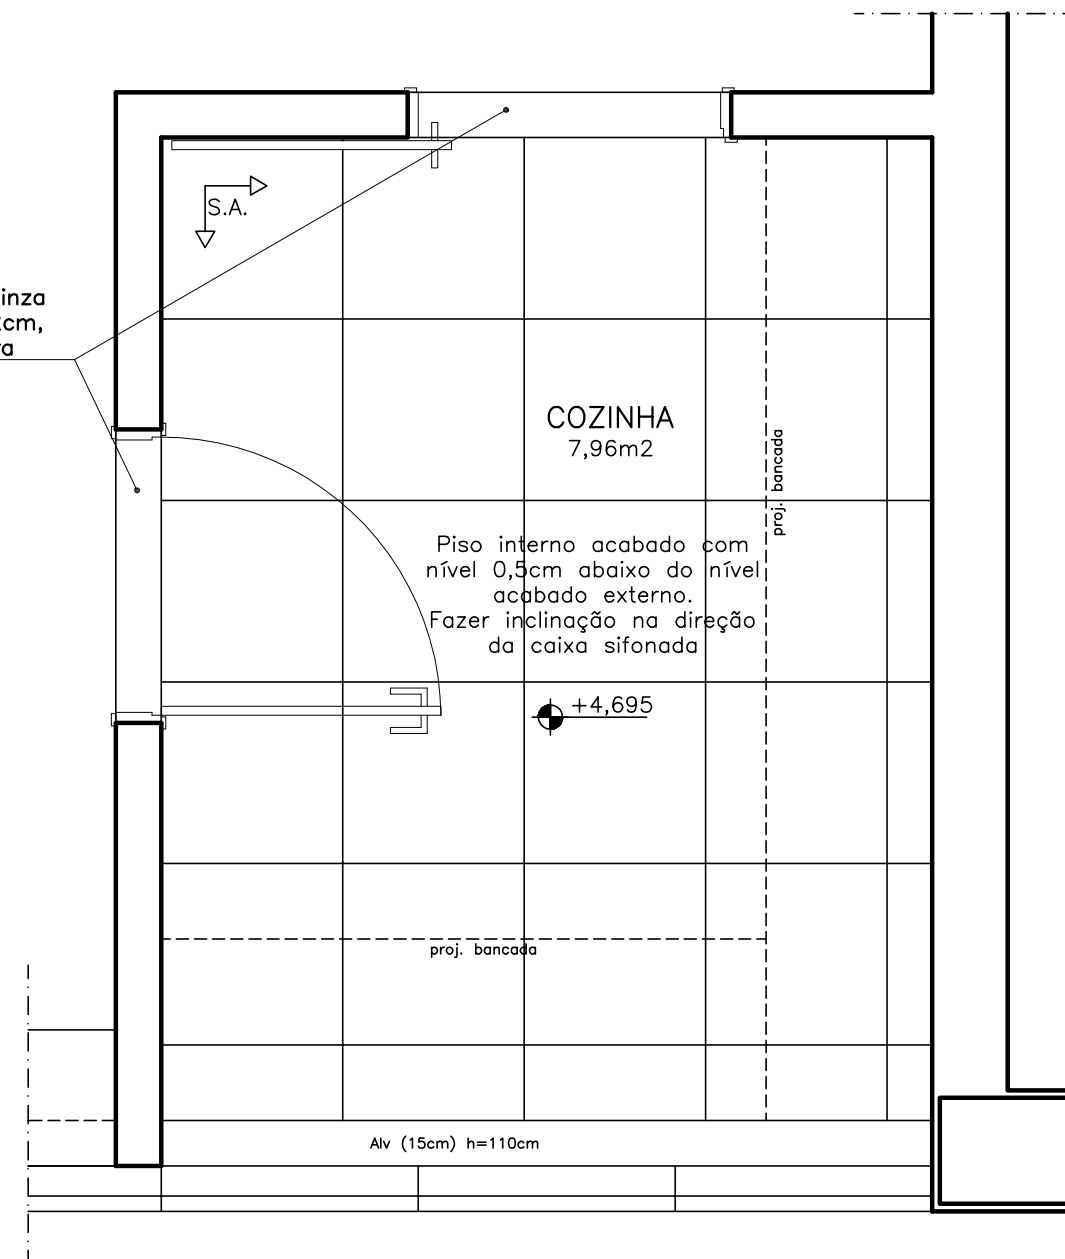 S.A.
COZINHA
7,96m2
proj. bancada
Piso interno acabado com
nível 0,5cm abaixo do nível
acabado externo.
Fazer inclinação na direção
da caixa sifonada
+4,695
proj. bancada
Alv (15cm) h=110cm